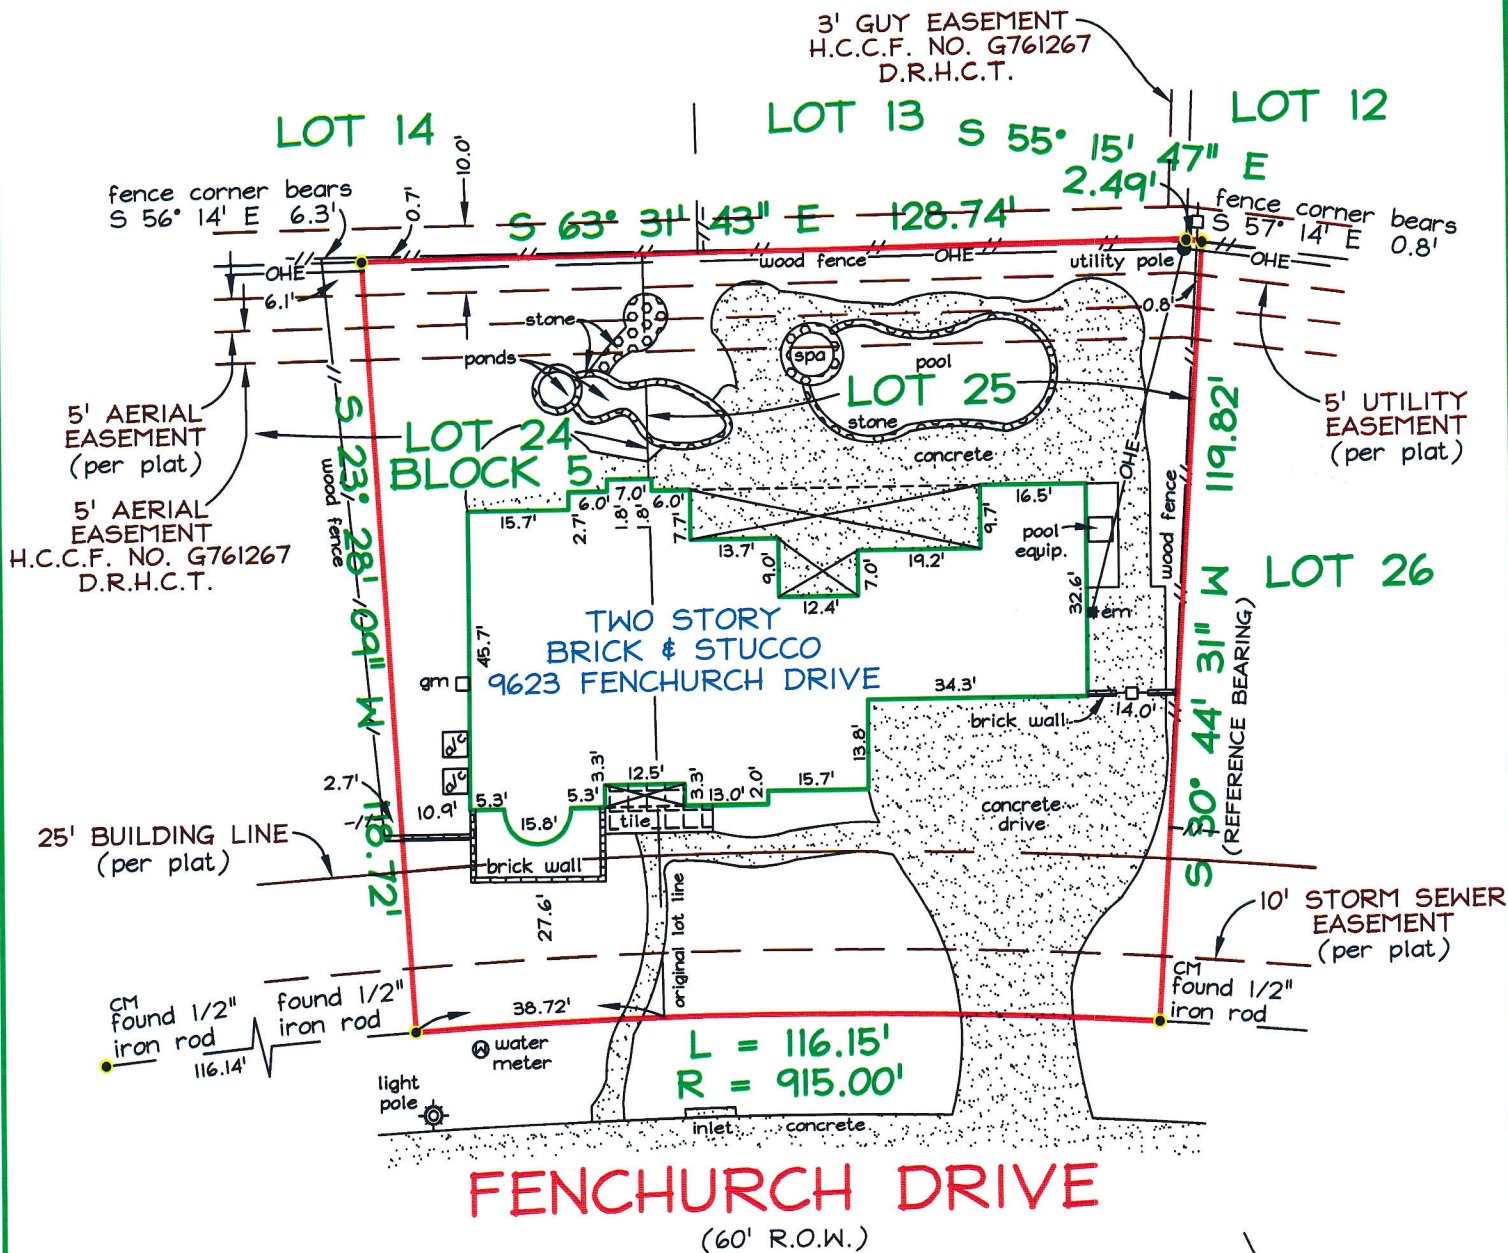 3' GUY EASEMENT
H.C.C.F. NO. G761267
D.R.H.C.T.
LOT 14
LOT 13
LOT 12
S 55° 15' 47" E
2.49'
10.0'
0.7'
fence corner bears
S 56° 14' E 6.3'
S 63° 31' 43" E 128.74'
fence corner bears
S 57° 14' E
0.8'
OHE
wood fence
OHE
utility pole
OHE
6.1'
0.8'
stone
ponds
spa
pool
LOT 25
stone
concrete
5' AERIAL
EASEMENT
(per plat)
LOT 24
BLOCK 5
5' UTILITY
EASEMENT
(per plat)
5' AERIAL
EASEMENT
H.C.C.F. NO. G761267
D.R.H.C.T.
S 23° 28' 09" W 118.72'
wood fence
OHE
wood fence
S 30° 44' 31" W 119.82'
(REFERENCE BEARING)
LOT 26
15.7'
2.7'
6.0'
7.0'
1.8'
1.8'
6.0'
7.7'
13.7'
9.0'
12.4'
7.0'
19.2'
9.7'
16.5'
pool
equip.
32.6'
em
45.7'
TWO STORY
BRICK & STUCCO
9623 FENCHURCH DRIVE
gm
a/c
a/c
34.3'
brick wall
14.0'
13.8'
2.7'
10.9'
5.3'
15.8'
5.3'
3.3'
12.5'
3.3'
13.0'
2.0'
15.7'
tile
brick wall
concrete
drive
25' BUILDING LINE
(per plat)
27.6'
original lot line
10' STORM SEWER
EASEMENT
(per plat)
CM
found 1/2"
iron rod
found 1/2"
iron rod
116.14'
38.72'
CM
found 1/2"
iron rod
W water
meter
L = 116.15'
R = 915.00'
light
pole
inlet
concrete
FENCHURCH DRIVE
(60' R.O.W.)